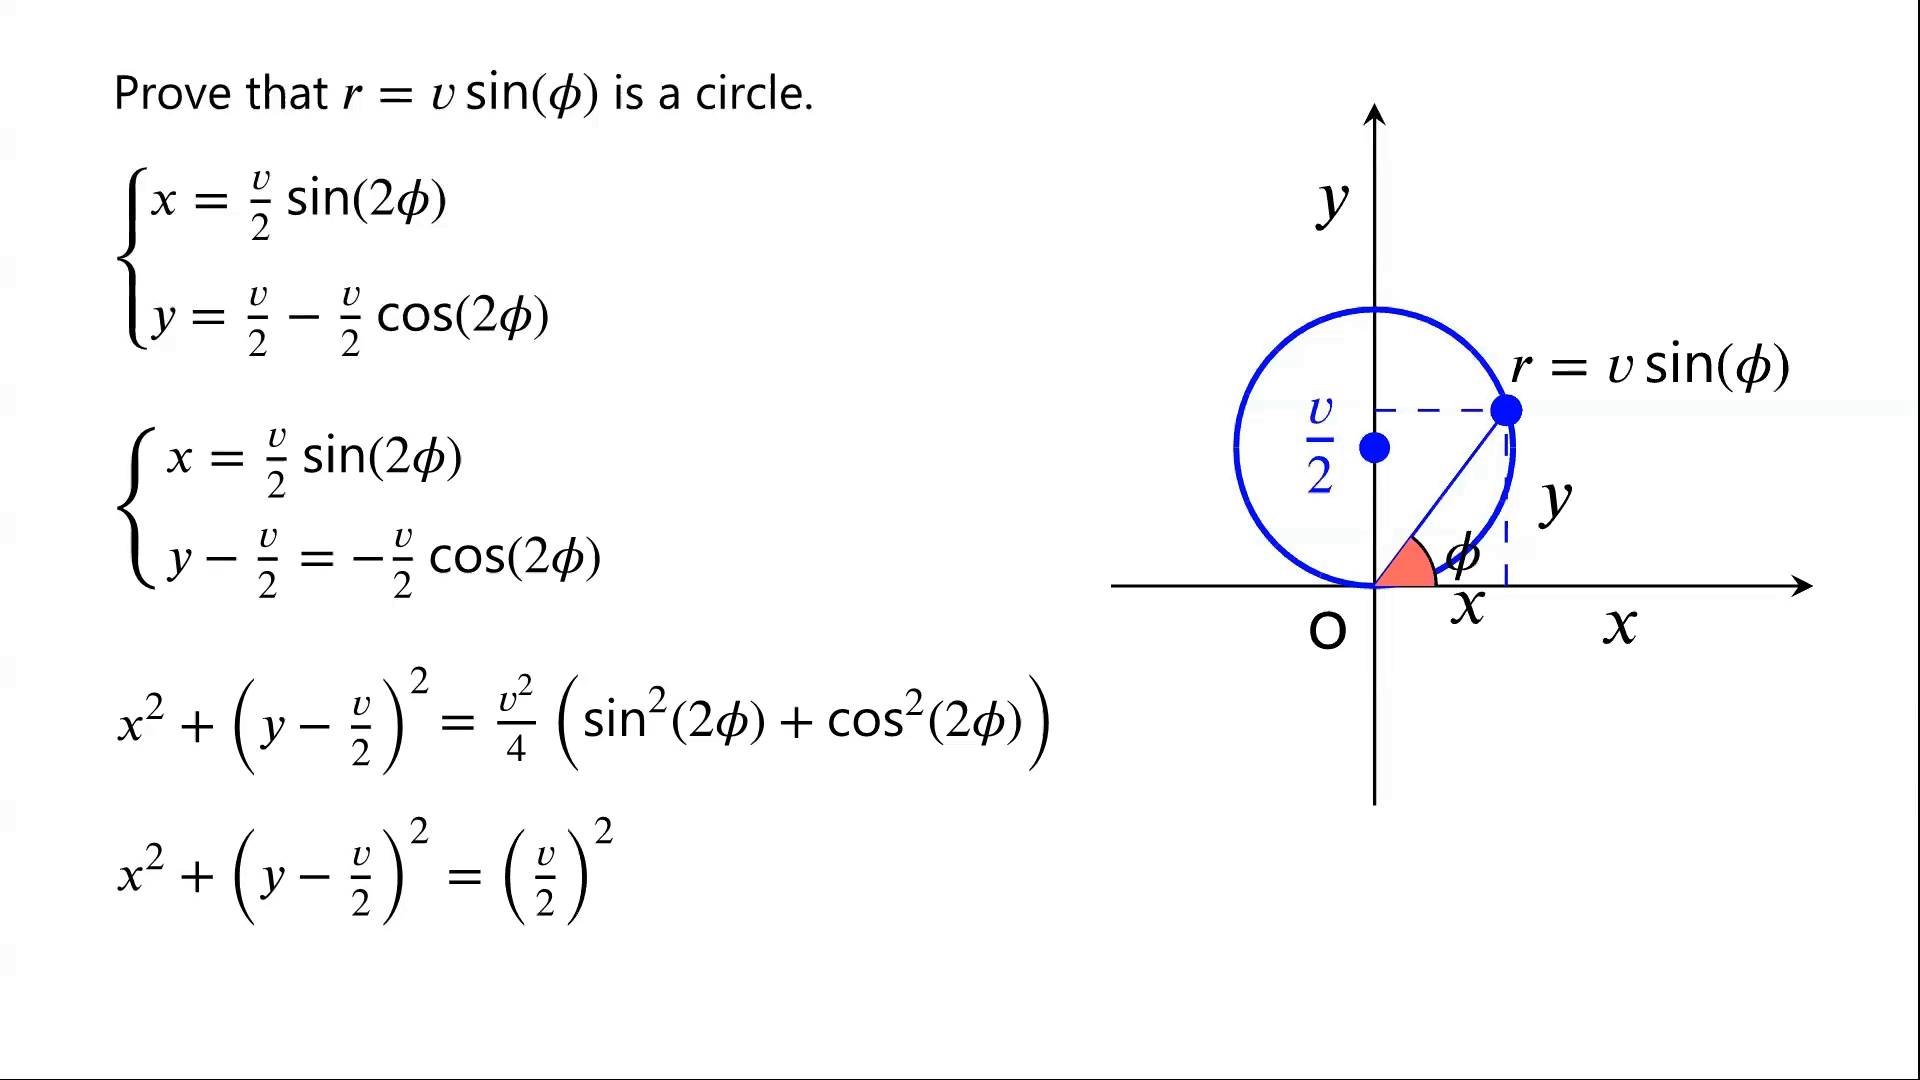 Prove that r = v sin(ϕ) is a circle.
x = v/2 sin(2ϕ)
y = v/2 − v/2 cos(2ϕ)
x = v/2 sin(2ϕ)
y − v/2 = −v/2 cos(2ϕ)
x² + (y − v/2)² = v²/4 (sin²(2ϕ) + cos²(2ϕ))
x² + (y − v/2)² = (v/2)²
y
r = v sin(ϕ)
v/2
y
ϕ
x
O
x